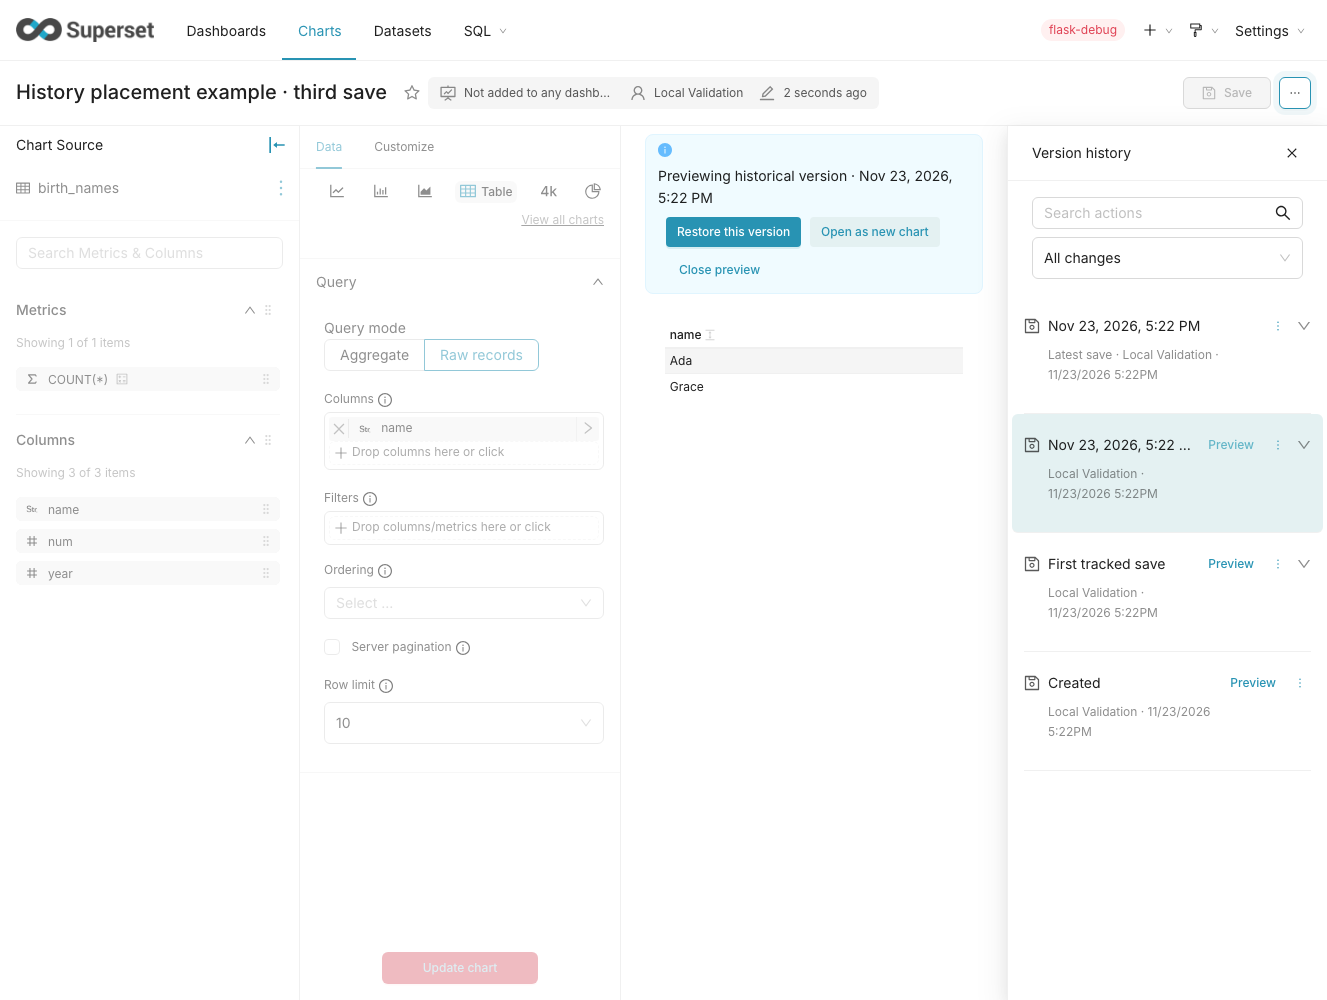 Superset
Dashboards
Charts
Datasets
SQL
flask-debug
Settings
History placement example · third save
Not added to any dashb...
Local Validation
2 seconds ago
Save
Chart Source
birth_names
Search Metrics & Columns
Metrics
Showing 1 of 1 items
COUNT(*)
Columns
Showing 3 of 3 items
Str. name
num
year
Data
Customize
Table
4k
View all charts
Query
Query mode
Aggregate
Raw records
Columns
Str. name
Drop columns here or click
Filters
Drop columns/metrics here or click
Ordering
Select ...
Server pagination
Row limit
10
Update chart
Previewing historical version · Nov 23, 2026,
5:22 PM
Restore this version
Open as new chart
Close preview
name
Ada
Grace
Version history
Search actions
All changes
Nov 23, 2026, 5:22 PM
Latest save · Local Validation ·
11/23/2026 5:22PM
Nov 23, 2026, 5:22 ... Preview
Local Validation ·
11/23/2026 5:22PM
First tracked save Preview
Local Validation ·
11/23/2026 5:22PM
Created Preview
Local Validation · 11/23/2026
5:22PM